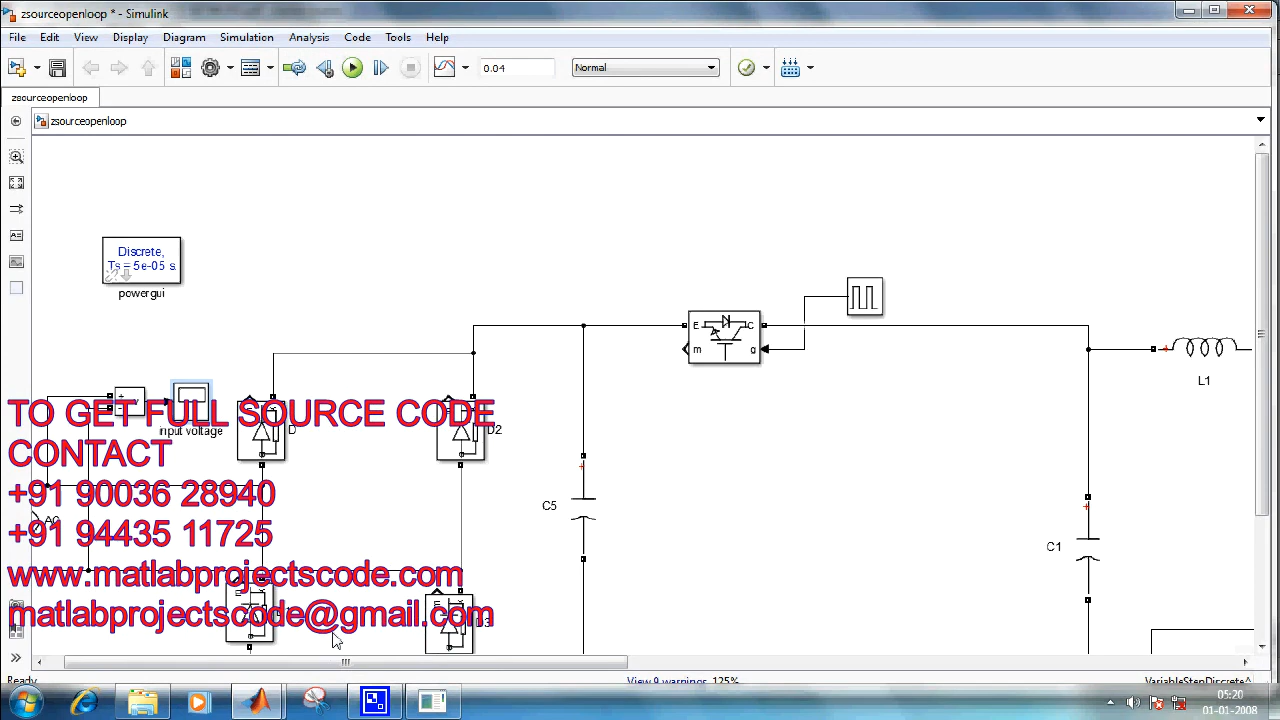 zsourceopenloop * - Simulink
File Edit View Display Diagram Simulation Analysis Code Tools Help
0.04
Normal
zsourceopenloop
zsourceopenloop
Discrete,
Ts = 5e-05 s.
powergui
E C
m g
L1
+
-
input voltage
D
D2
TO GET FULL SOURCE CODE
CONTACT
+91 90036 28940
+91 94435 11725
www.matlabprojectscode.com
matlabprojectscode@gmail.com
C5
C1
Ready
View 9 warnings 125%
VariableStepDiscrete
05:20
01-01-2008